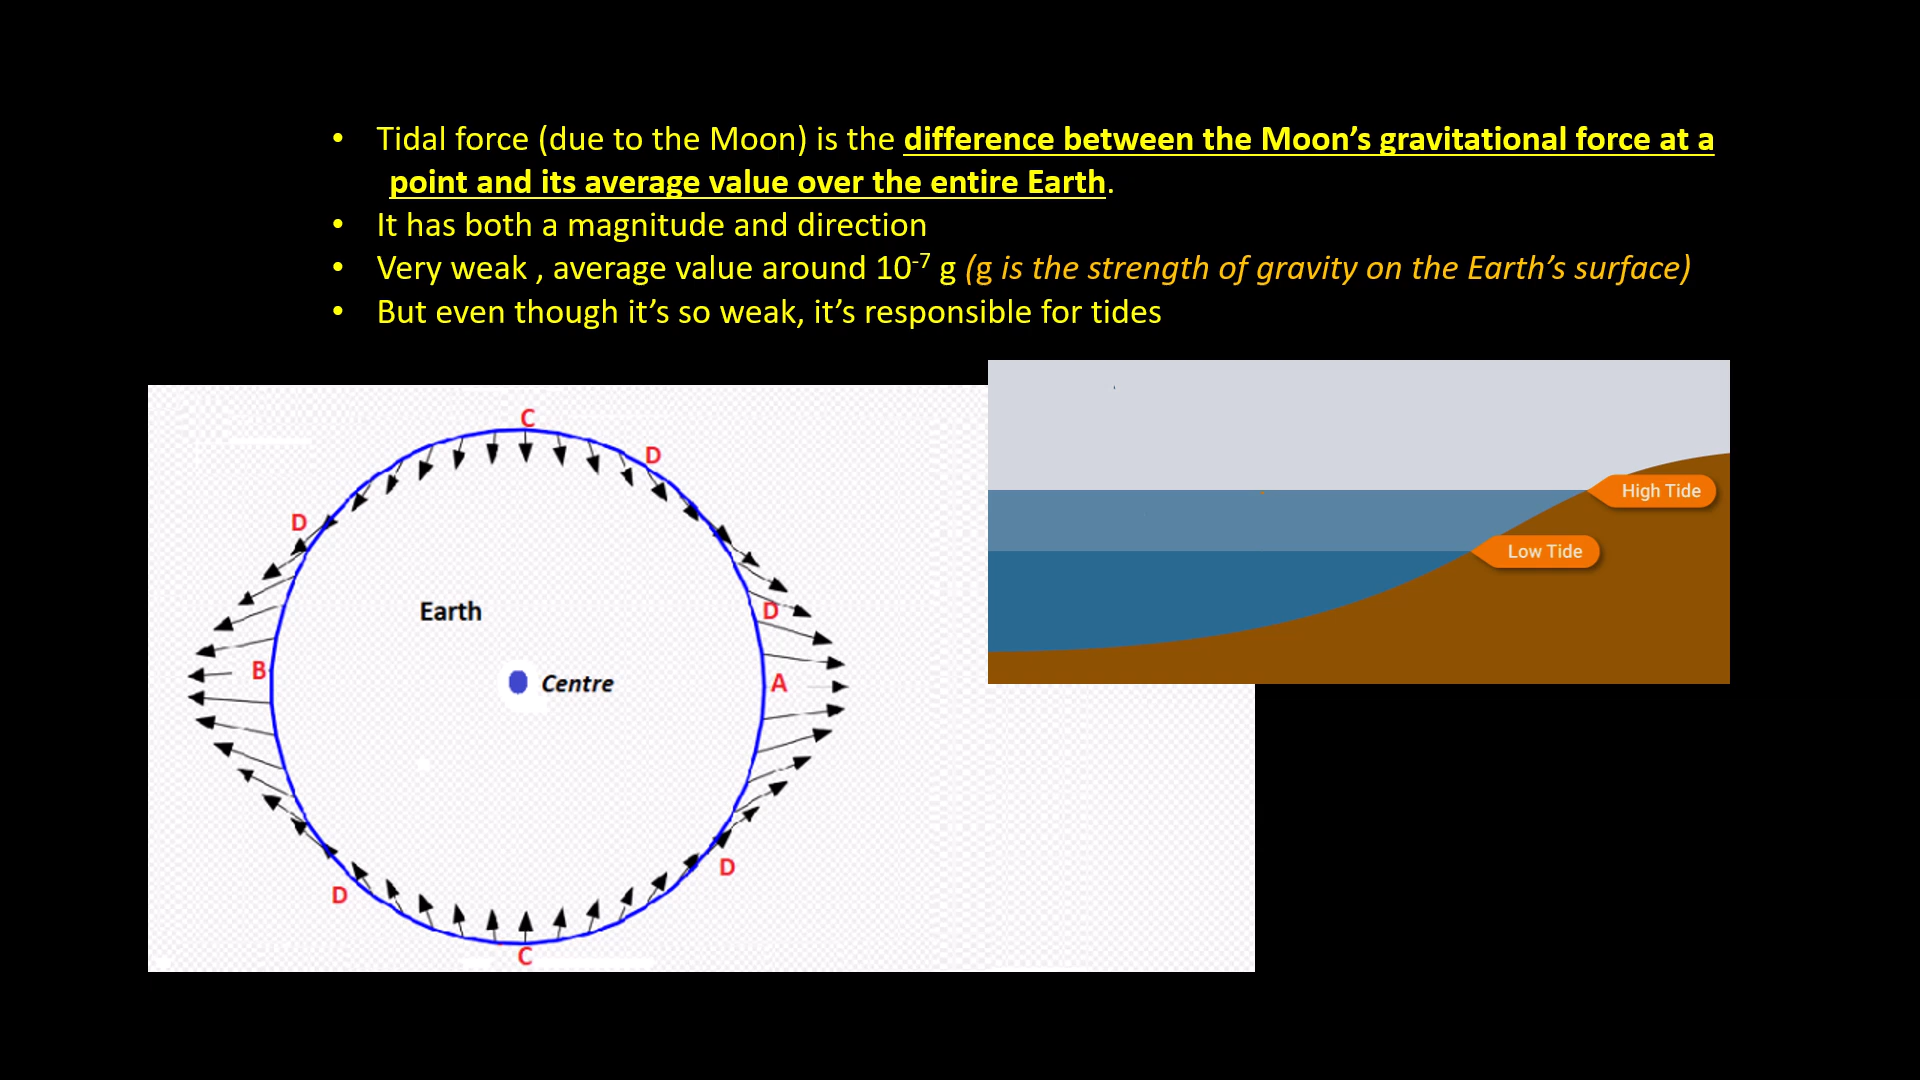 • Tidal force (due to the Moon) is the difference between the Moon’s gravitational force at a
point and its average value over the entire Earth.
• It has both a magnitude and direction
• Very weak , average value around 10⁻⁷ g (g is the strength of gravity on the Earth’s surface)
• But even though it’s so weak, it’s responsible for tides
C
D
D
High Tide
Low Tide
Earth
D
B
Centre
A
D
D
C